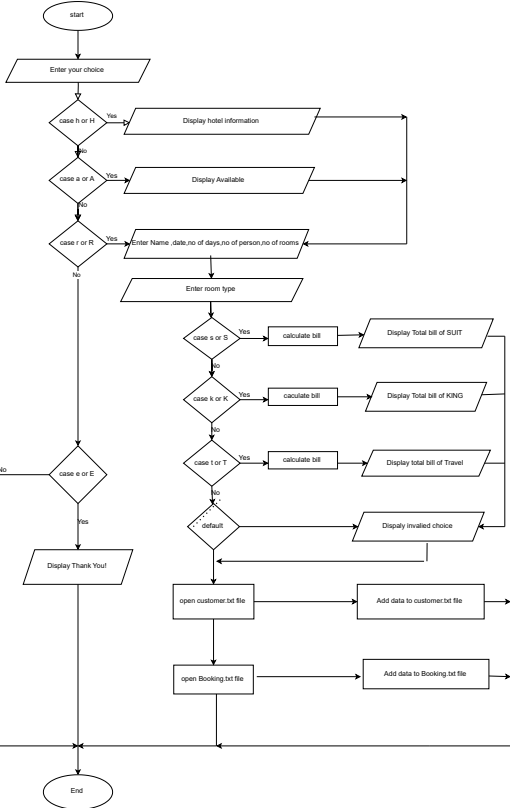 start
Enter your choice
case h or H
Yes
Display hotel information
No
case a or A
Yes
Display Available
No
case r or R
Yes
Enter Name ,date,no of days,no of person,no of rooms
No
Enter room type
case s or S
Yes
calculate bill
Display Total bill of SUIT
No
case k or K
Yes
caculate bill
Display Total bill of KING
No
case t or T
Yes
calculate bill
Display total bill of Travel
No
case e or E
No
Yes
default
Dispaly invalied choice
Display Thank You!
open customer.txt file
Add data to customer.txt file
open Booking.txt file
Add data to Booking.txt file
End